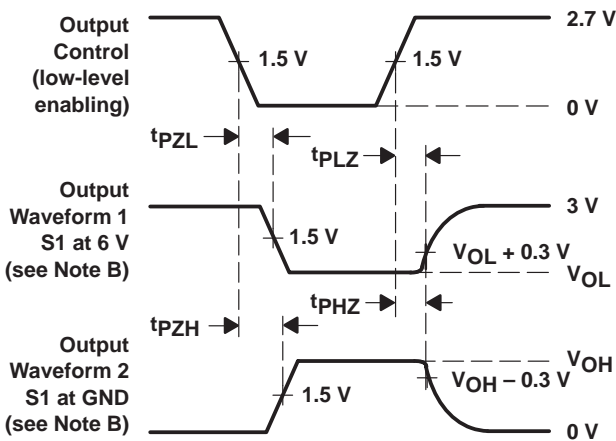 Output
Control
(low-level
enabling)
1.5 V
1.5 V
2.7 V
0 V
tPZL
tPLZ
Output
Waveform 1
S1 at 6 V
(see Note B)
1.5 V
3 V
VOL + 0.3 V
VOL
tPHZ
tPZH
Output
Waveform 2
S1 at GND
(see Note B)
1.5 V
VOH
VOH – 0.3 V
0 V